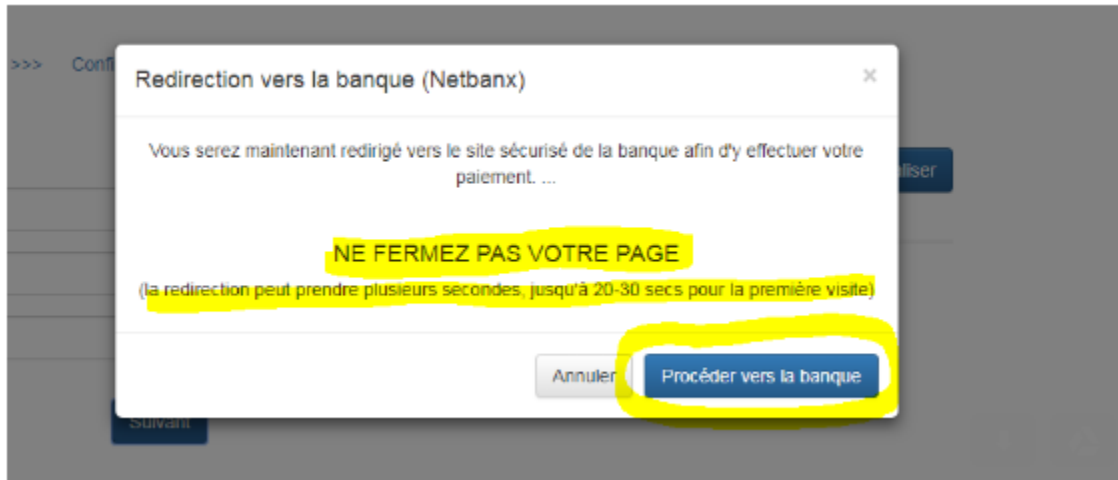 >>> Confi
Redirection vers la banque (Netbanx) ×
Vous serez maintenant redirigé vers le site sécurisé de la banque afin d'y effectuer votre
paiement. ...
liser
NE FERMEZ PAS VOTRE PAGE
(la redirection peut prendre plusieurs secondes, jusqu'à 20-30 secs pour la première visite)
Annuler Procéder vers la banque
Suivant